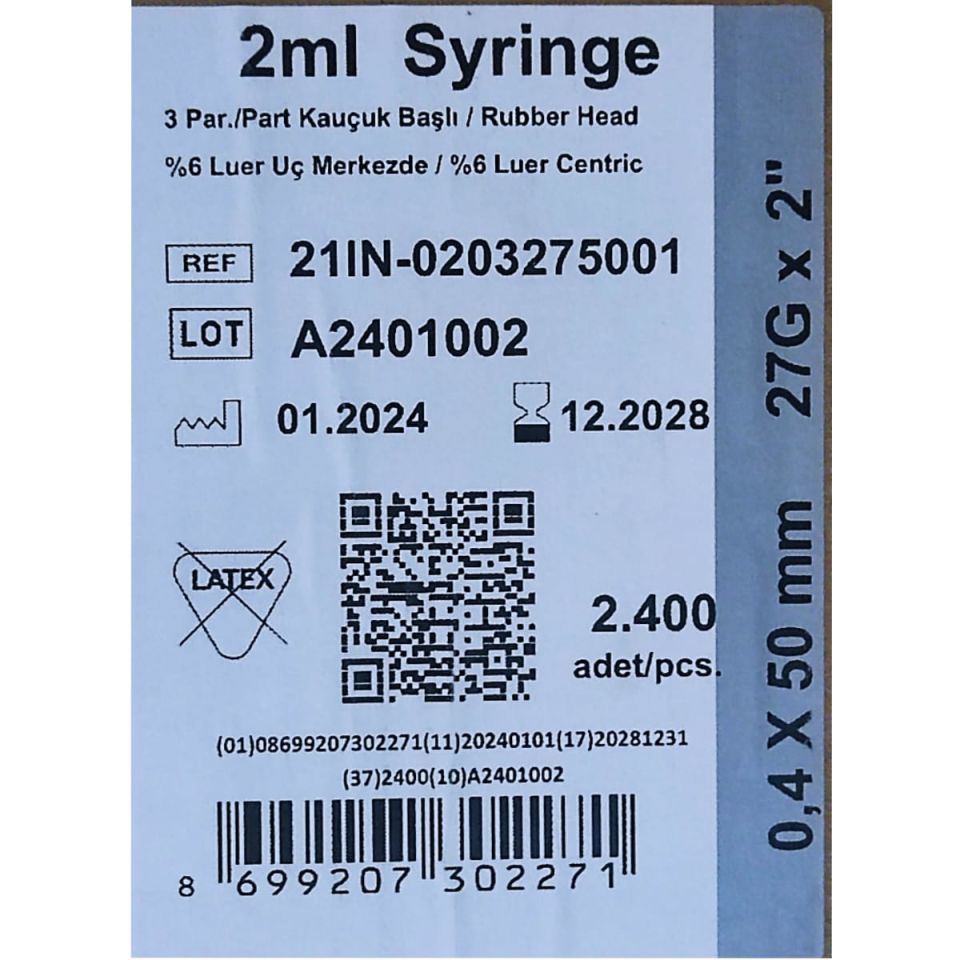 2ml Syringe
3 Par./Part Kauçuk Başlı / Rubber Head
%6 Luer Uç Merkezde / %6 Luer Centric
REF 21IN-0203275001
LOT A2401002
01.2024 12.2028
LATEX
2.400
adet/pcs.
(01)08699207302271(11)20240101(17)20281231
(37)2400(10)A2401002
8 699207 302271
0,4 X 50 mm 27G x 2"